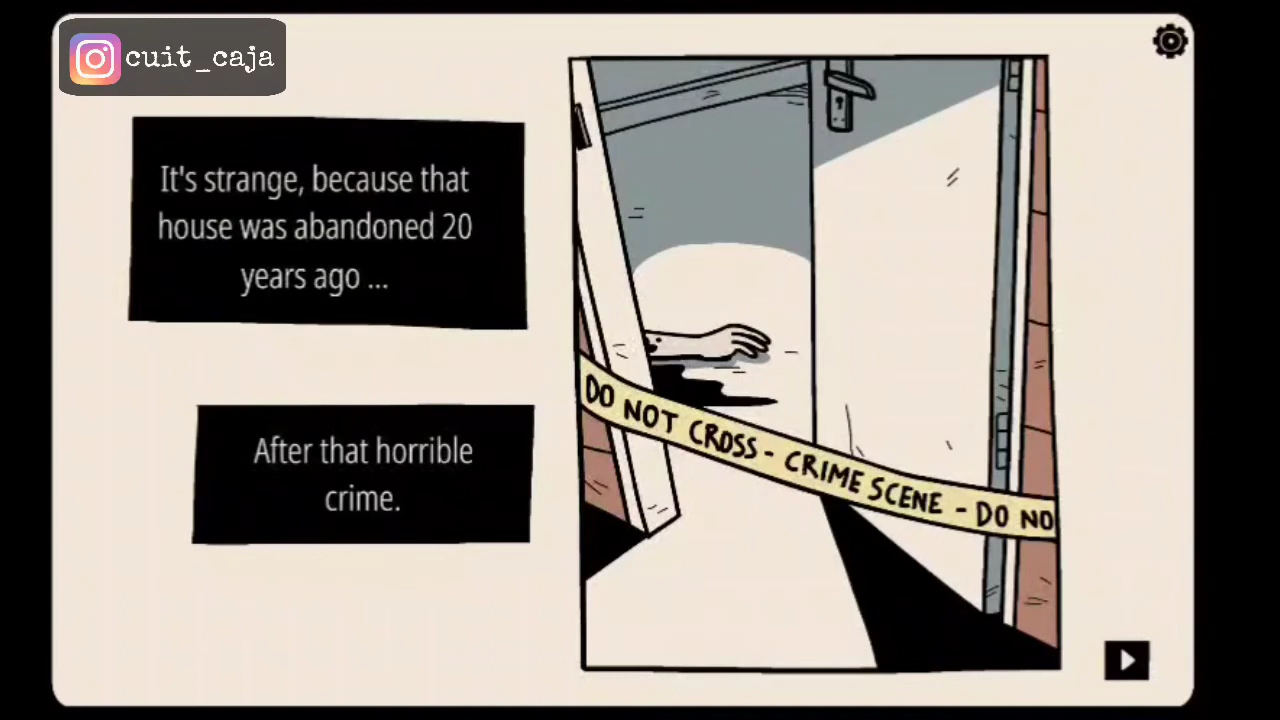 cuit_caja
It's strange, because that
house was abandoned 20
years ago ...
After that horrible
crime.
DO NOT CROSS - CRIME SCENE - DO NO